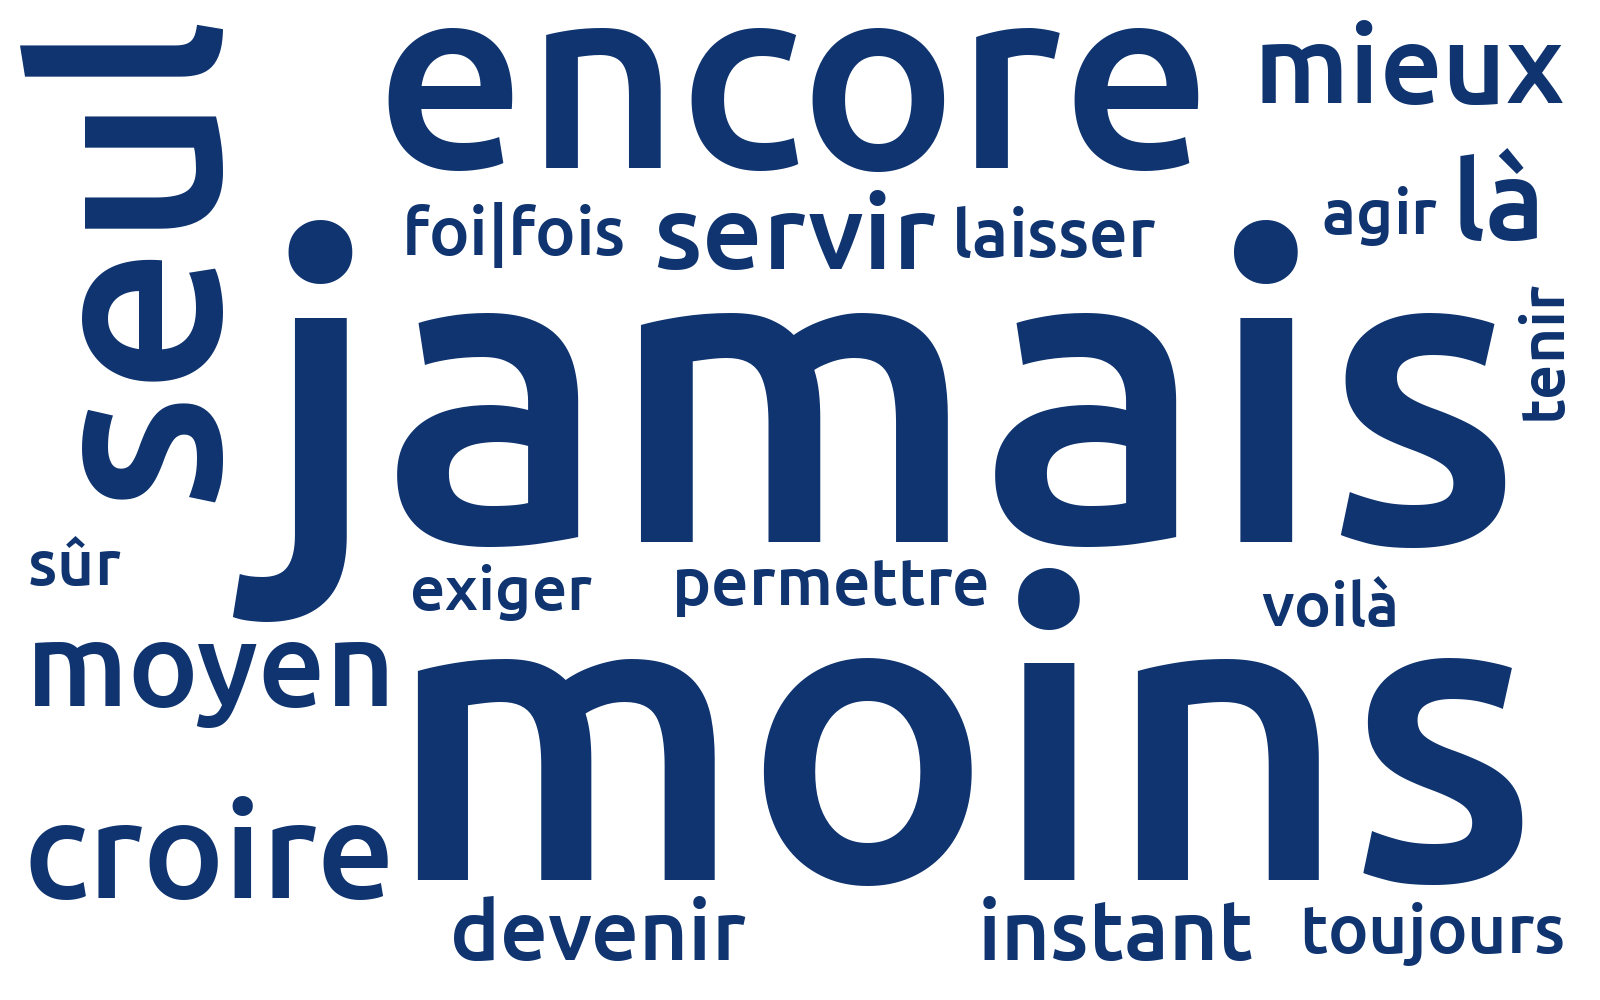 seul
encore
mieux
foi|fois
servir
laisser
agir
là
jamais
tenir
sûr
exiger
permettre
voilà
moyen
moins
croire
devenir
instant
toujours